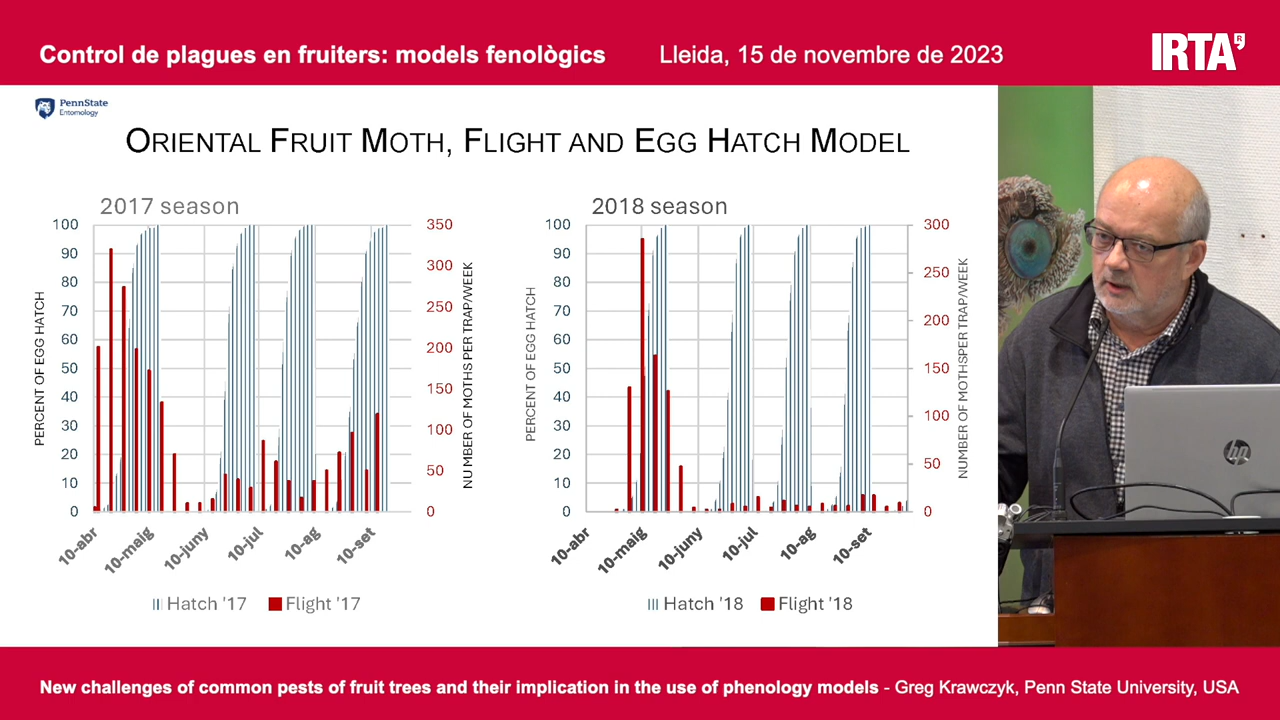 Control de plagues en fruiters: models fenològics
Lleida, 15 de novembre de 2023
IRTA
PennState
Entomology
ORIENTAL FRUIT MOTH, FLIGHT AND EGG HATCH MODEL
2017 season
100
90
80
70
60
50
40
30
20
10
0
PERCENT OF EGG HATCH
350
300
250
200
150
100
50
0
NUMBER OF MOTHS PER TRAP/WEEK
10-abr
10-maig
10-juny
10-jul
10-ag
10-set
Hatch '17
Flight '17
2018 season
100
90
80
70
60
50
40
30
20
10
0
PERCENT OF EGG HATCH
300
250
200
150
100
50
0
NUMBER OF MOTHSPER TRAP/WEEK
10-abr
10-maig
10-juny
10-jul
10-ag
10-set
Hatch '18
Flight '18
hp
New challenges of common pests of fruit trees and their implication in the use of phenology models - Greg Krawczyk, Penn State University, USA